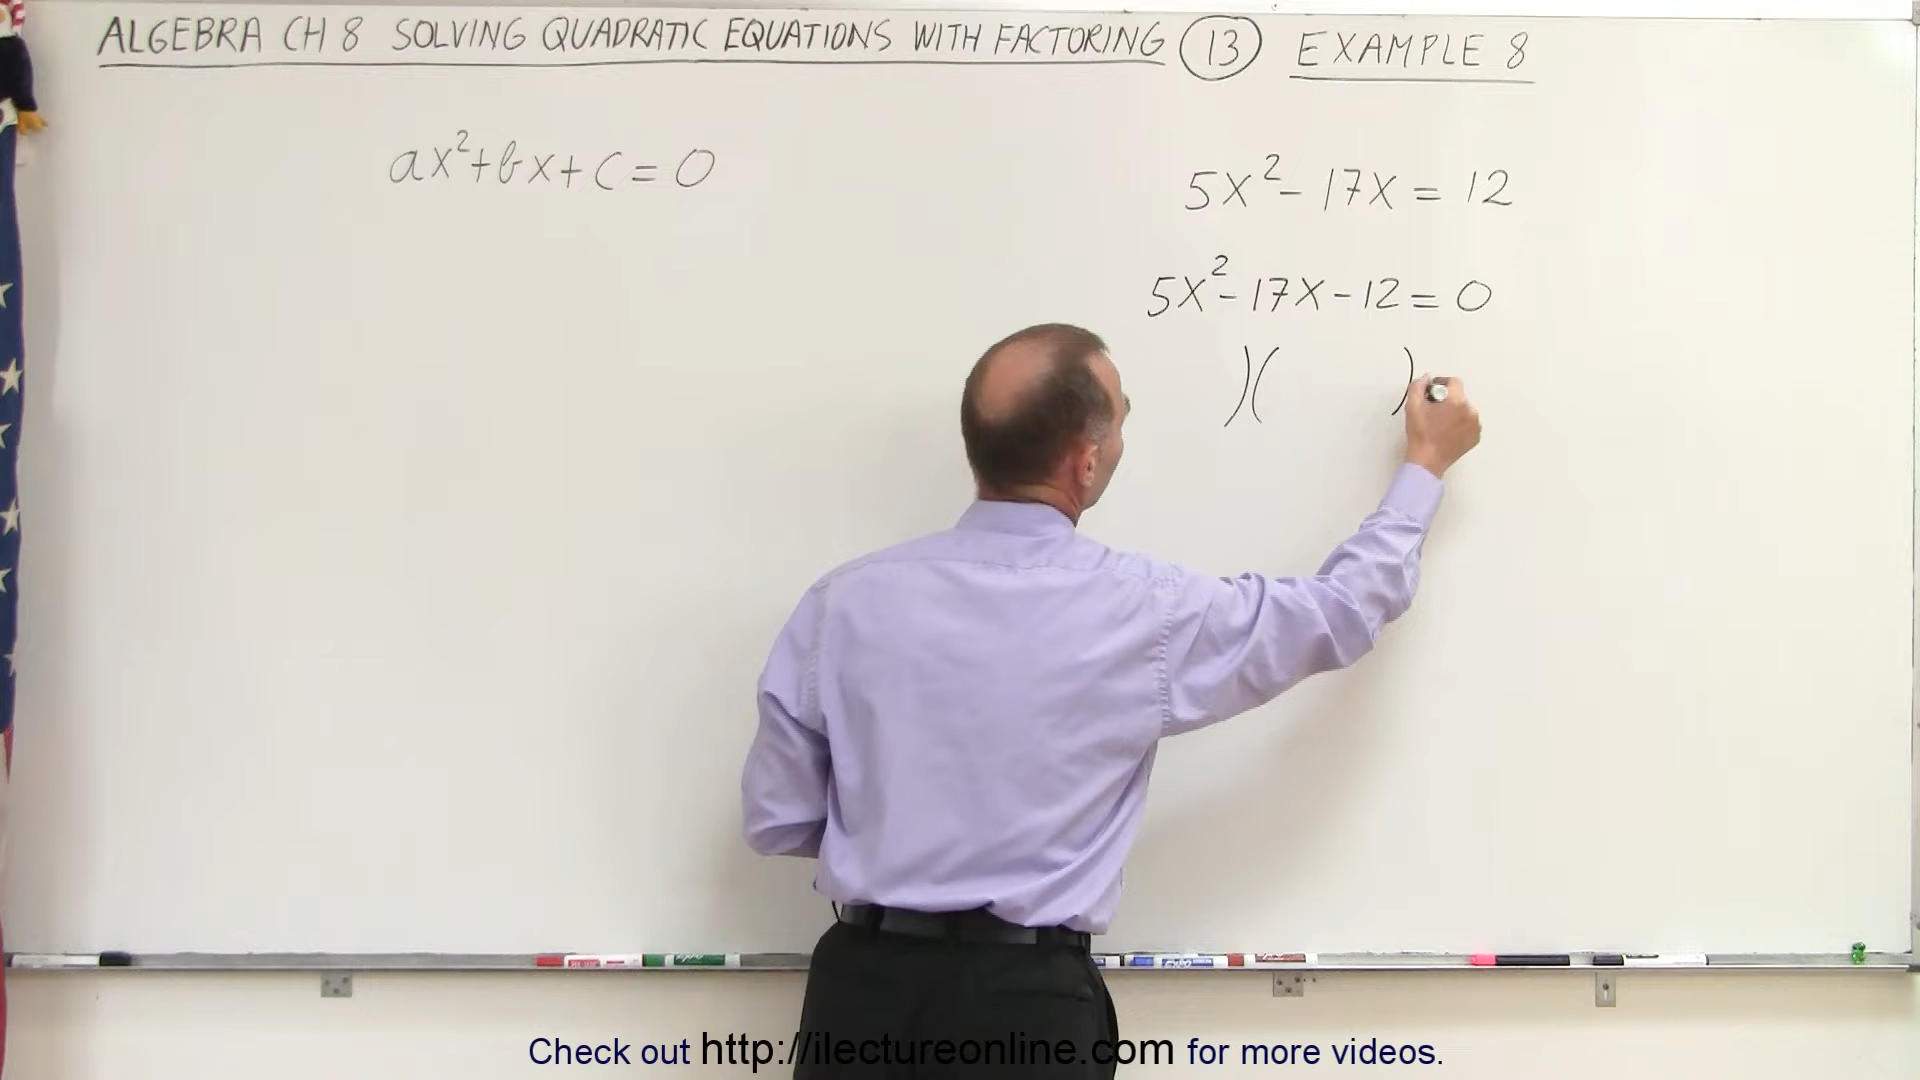 ALGEBRA CH 8 SOLVING QUADRATIC EQUATIONS WITH FACTORING 13 EXAMPLE 8
ax²+bx+c=0
5X²-17X=12
5X²-17X-12=0
)( )
Check out http://ilectureonline.com for more videos.